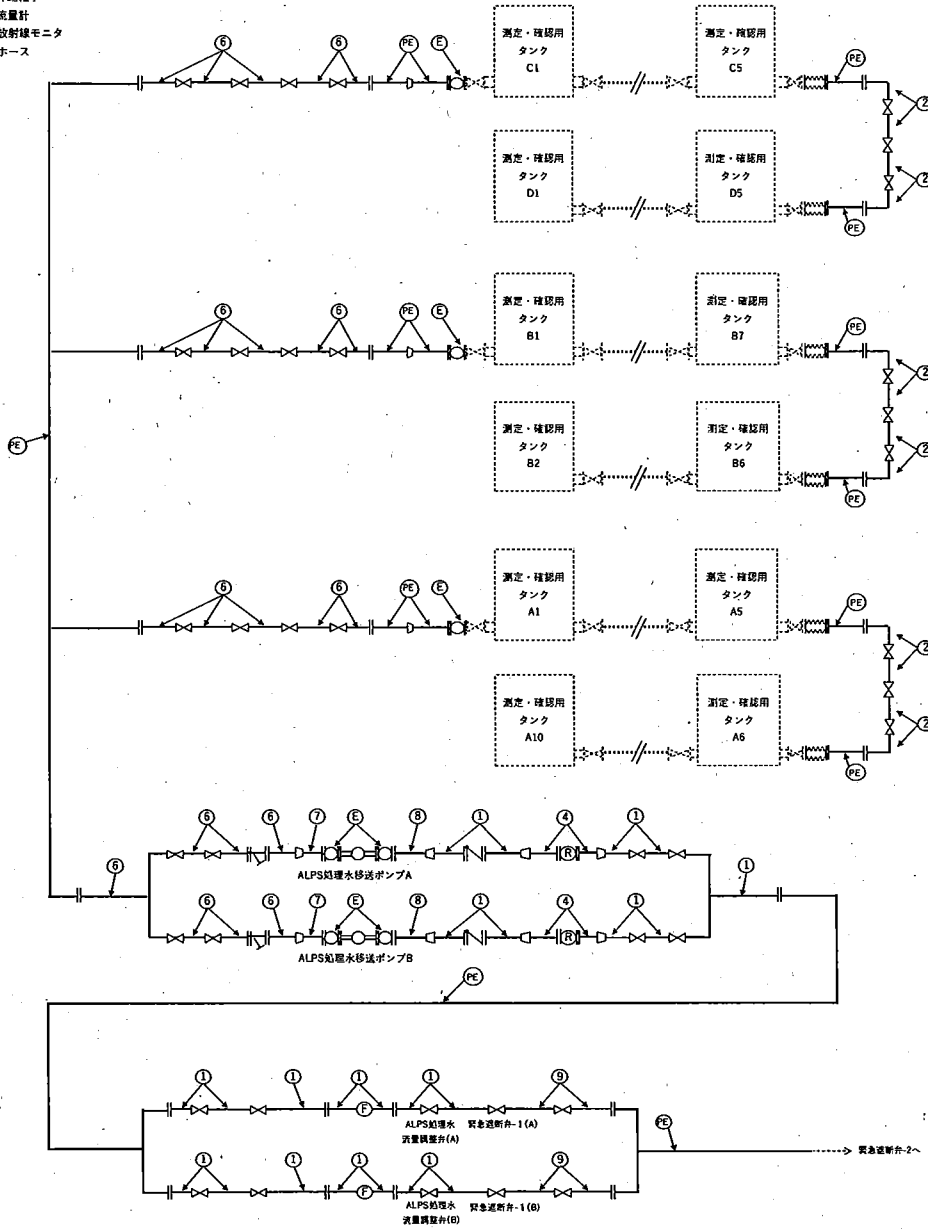 流量計
放射線モニタ
ホース
6 6 PE E
測定・確認用
タンク
C1
測定・確認用
タンク
C5
PE
2
測定・確認用
タンク
D1
測定・確認用
タンク
D5
2
PE
6 6 PE E
測定・確認用
タンク
B1
測定・確認用
タンク
B7
PE
2
PE
測定・確認用
タンク
B2
測定・確認用
タンク
B6
2
PE
6 6 PE E
測定・確認用
タンク
A1
測定・確認用
タンク
A5
PE
2
測定・確認用
タンク
A10
測定・確認用
タンク
A6
2
PE
6 6 7 E 8 1 4 1
R
ALPS処理水移送ポンプA
6
1
6 6 7 E 8 1 4 1
R
ALPS処理水移送ポンプB
PE
1 1 1 1 9
F
ALPS処理水
流量調整弁(A)
緊急遮断弁-1(A)
PE
緊急遮断弁-2へ
1 1 1 1 9
F
ALPS処理水
流量調整弁(B)
緊急遮断弁-1(B)